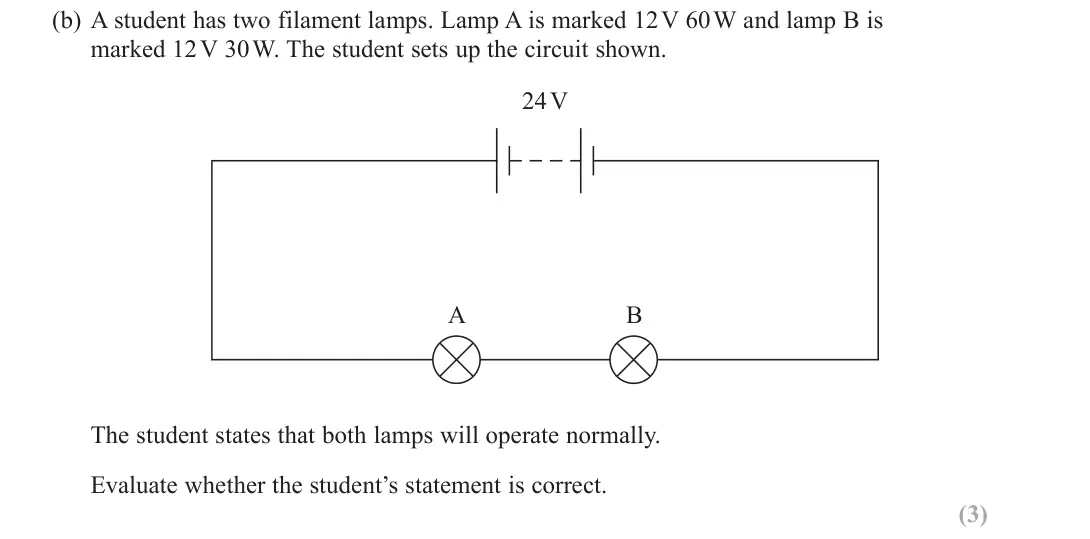 (b) A student has two filament lamps. Lamp A is marked 12 V 60 W and lamp B is
marked 12 V 30 W. The student sets up the circuit shown.
24 V
A
B
The student states that both lamps will operate normally.
Evaluate whether the student’s statement is correct.
(3)